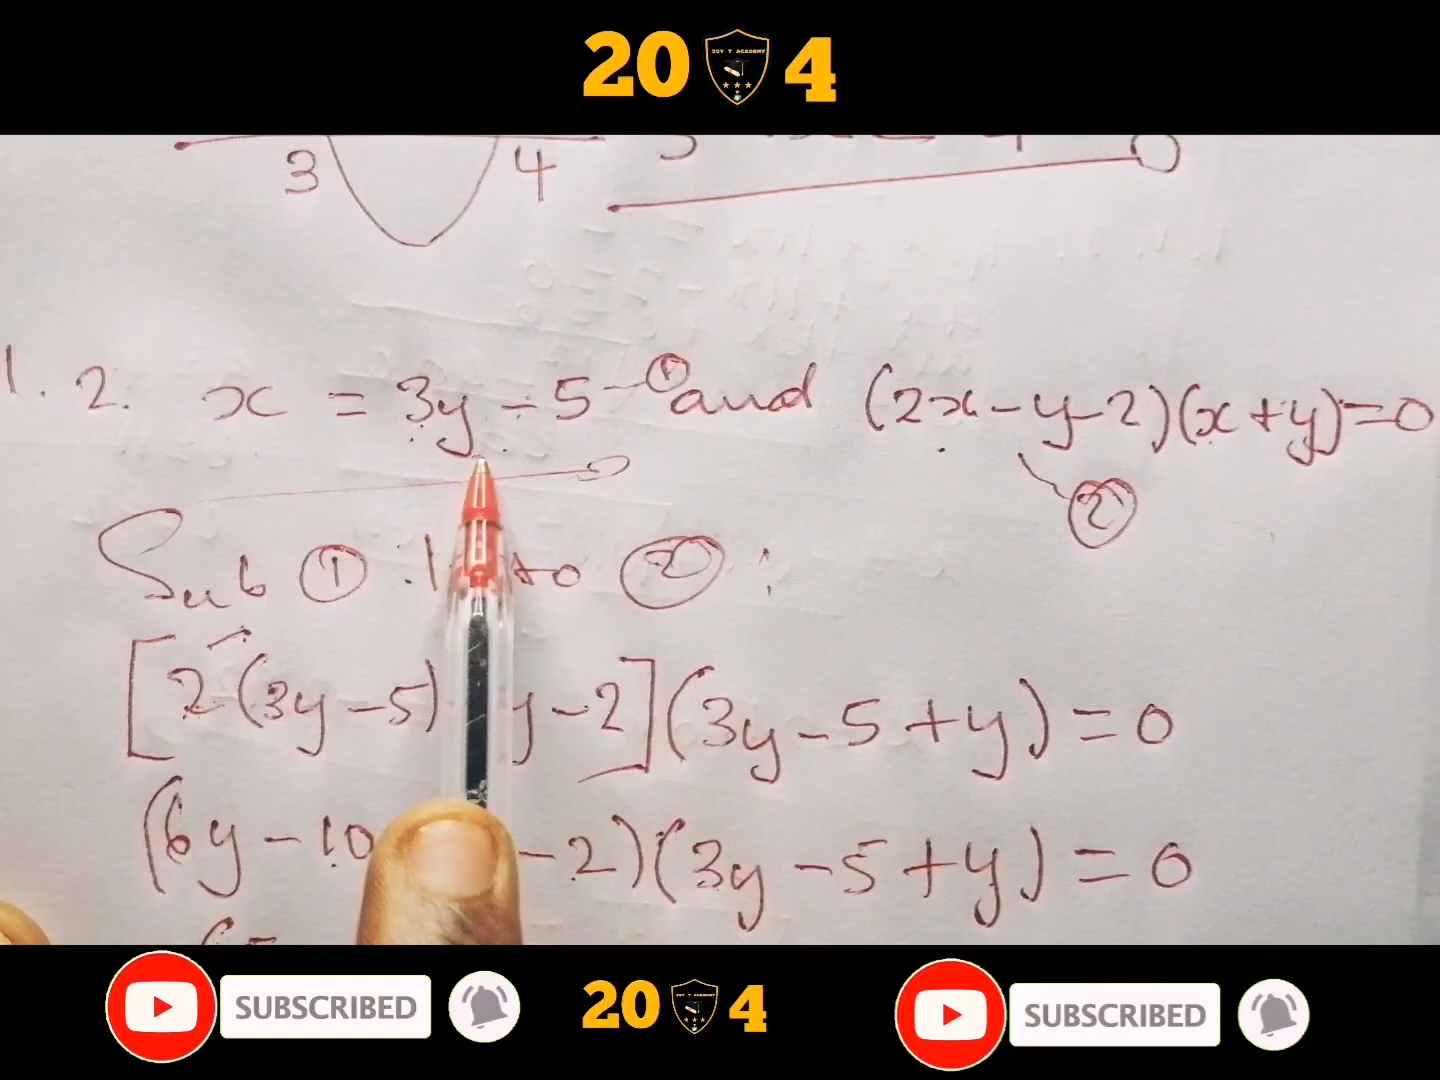 20 4
3 4
1.2. x = 3y - 5 ① and (2x - y - 2)(x + y) = 0
②
Sub ① to ② :
[2(3y - 5) y - 2](3y - 5 + y) = 0
(6y - 10 - 2)(3y - 5 + y) = 0
SUBSCRIBED 20 4 SUBSCRIBED